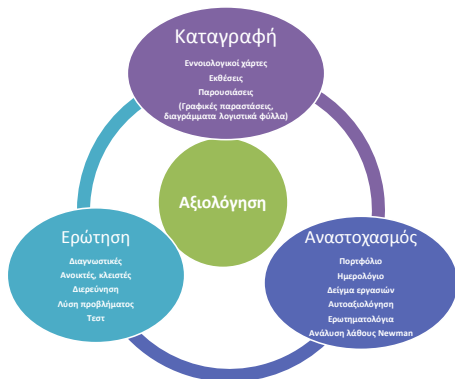 Καταγραφή
Εννοιολογικοί χάρτες
Εκθέσεις
Παρουσιάσεις
(Γραφικές παραστάσεις,
διαγράμματα λογιστικά φύλλα)
Αξιολόγηση
Ερώτηση
Διαγνωστικές
Ανοικτές, κλειστές
Διερεύνηση
Λύση προβλήματος
Τεστ
Αναστοχασμός
Πορτφόλιο
Ημερολόγιο
Δείγμα εργασιών
Αυτοαξιολόγηση
Ερωτηματολόγια
Ανάλυση λάθους Newman